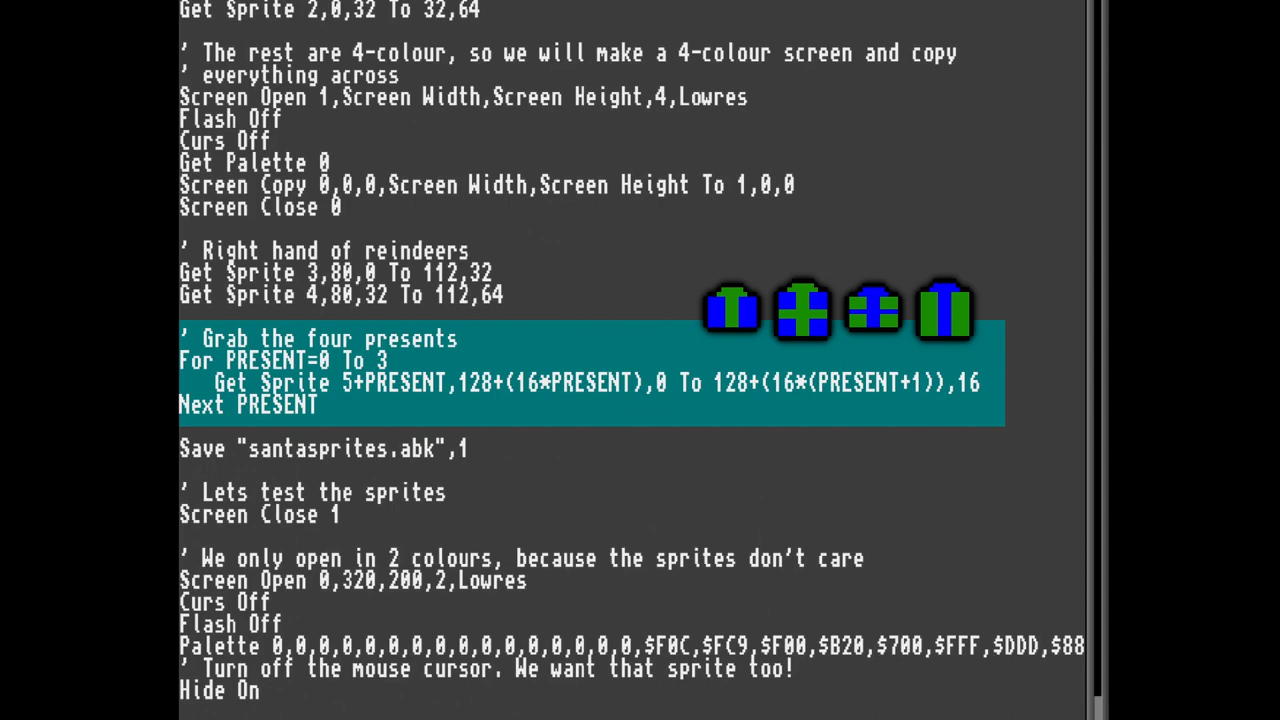 Get Sprite 2,0,32 To 32,64
' The rest are 4-colour, so we will make a 4-colour screen and copy
' everything across
Screen Open 1,Screen Width,Screen Height,4,Lowres
Flash Off
Curs Off
Get Palette 0
Screen Copy 0,0,0,Screen Width,Screen Height To 1,0,0
Screen Close 0
' Right hand of reindeers
Get Sprite 3,80,0 To 112,32
Get Sprite 4,80,32 To 112,64
' Grab the four presents
For PRESENT=0 To 3
Get Sprite 5+PRESENT,128+(16*PRESENT),0 To 128+(16*(PRESENT+1)),16
Next PRESENT
Save "santasprites.abk",1
' Lets test the sprites
Screen Close 1
' We only open in 2 colours, because the sprites don't care
Screen Open 0,320,200,2,Lowres
Curs Off
Flash Off
Palette 0,0,0,0,0,0,0,0,0,0,0,0,0,0,0,0,$F0C,$FC9,$F00,$B20,$700,$FFF,$DDD,$88
' Turn off the mouse cursor. We want that sprite too!
Hide On